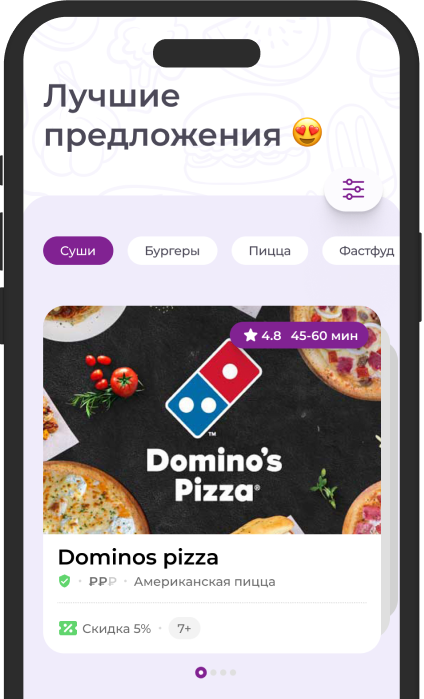 Лучшие
предложения 😍
Суши Бургеры Пицца Фастфуд
4.8 45-60 мин
Domino's
Pizza®
™
Dominos pizza
· ₽₽₽ · Американская пицца
Скидка 5% · 7+